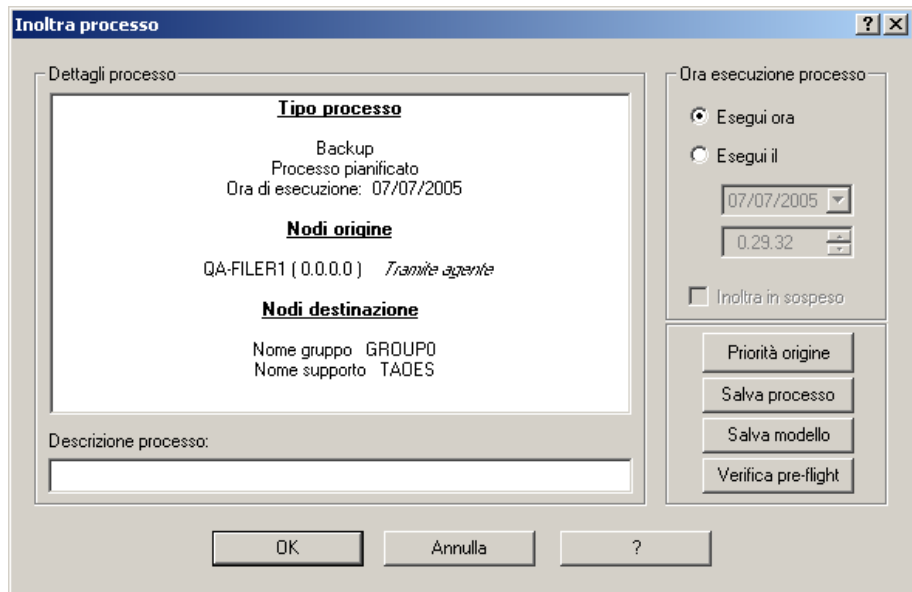 Inoltra processo
Dettagli processo
Tipo processo
Backup
Processo pianificato
Ora di esecuzione: 07/07/2005
Nodi origine
QA-FILER1 ( 0.0.0.0 ) Tramite agente
Nodi destinazione
Nome gruppo GROUP0
Nome supporto TAOES
Descrizione processo:
Ora esecuzione processo
Esegui ora
Esegui il
07/07/2005
0.29.32
Inoltra in sospeso
Priorità origine
Salva processo
Salva modello
Verifica pre-flight
OK
Annulla
?